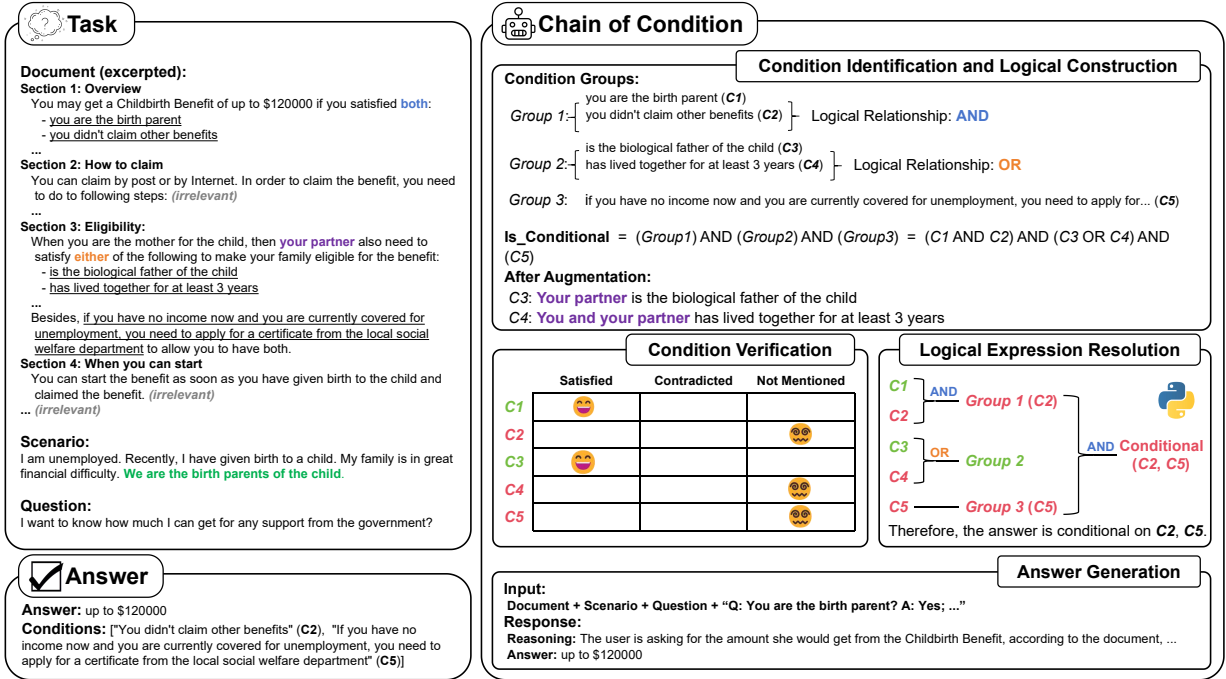 Task
Document (excerpted):
Section 1: Overview
You may get a Childbirth Benefit of up to $120000 if you satisfied both:
- you are the birth parent
- you didn't claim other benefits
...
Section 2: How to claim
You can claim by post or by Internet. In order to claim the benefit, you need
to do to following steps: (irrelevant)
...
Section 3: Eligibility:
When you are the mother for the child, then your partner also need to
satisfy either of the following to make your family eligible for the benefit:
- is the biological father of the child
- has lived together for at least 3 years
...
Besides, if you have no income now and you are currently covered for
unemployment, you need to apply for a certificate from the local social
welfare department to allow you to have both.
Section 4: When you can start
You can start the benefit as soon as you have given birth to the child and
claimed the benefit. (irrelevant)
... (irrelevant)
Scenario:
I am unemployed. Recently, I have given birth to a child. My family is in great
financial difficulty. We are the birth parents of the child.
Question:
I want to know how much I can get for any support from the government?
Answer
Answer: up to $120000
Conditions: ["You didn't claim other benefits" (C2), "If you have no
income now and you are currently covered for unemployment, you need to
apply for a certificate from the local social welfare department" (C5)]
Chain of Condition
Condition Identification and Logical Construction
Condition Groups:
Group 1:
you are the birth parent (C1)
you didn't claim other benefits (C2)
Logical Relationship: AND
Group 2:
is the biological father of the child (C3)
has lived together for at least 3 years (C4)
Logical Relationship: OR
Group 3: if you have no income now and you are currently covered for unemployment, you need to apply for... (C5)
Is_Conditional = (Group1) AND (Group2) AND (Group3) = (C1 AND C2) AND (C3 OR C4) AND
(C5)
After Augmentation:
C3: Your partner is the biological father of the child
C4: You and your partner has lived together for at least 3 years
Condition Verification
Satisfied Contradicted Not Mentioned
C1
C2
C3
C4
C5
Logical Expression Resolution
C1
C2
AND
Group 1 (C2)
C3
C4
OR
Group 2
C5
Group 3 (C5)
AND Conditional
(C2, C5)
Therefore, the answer is conditional on C2, C5.
Answer Generation
Input:
Document + Scenario + Question + “Q: You are the birth parent? A: Yes; ...”
Response:
Reasoning: The user is asking for the amount she would get from the Childbirth Benefit, according to the document, ...
Answer: up to $120000